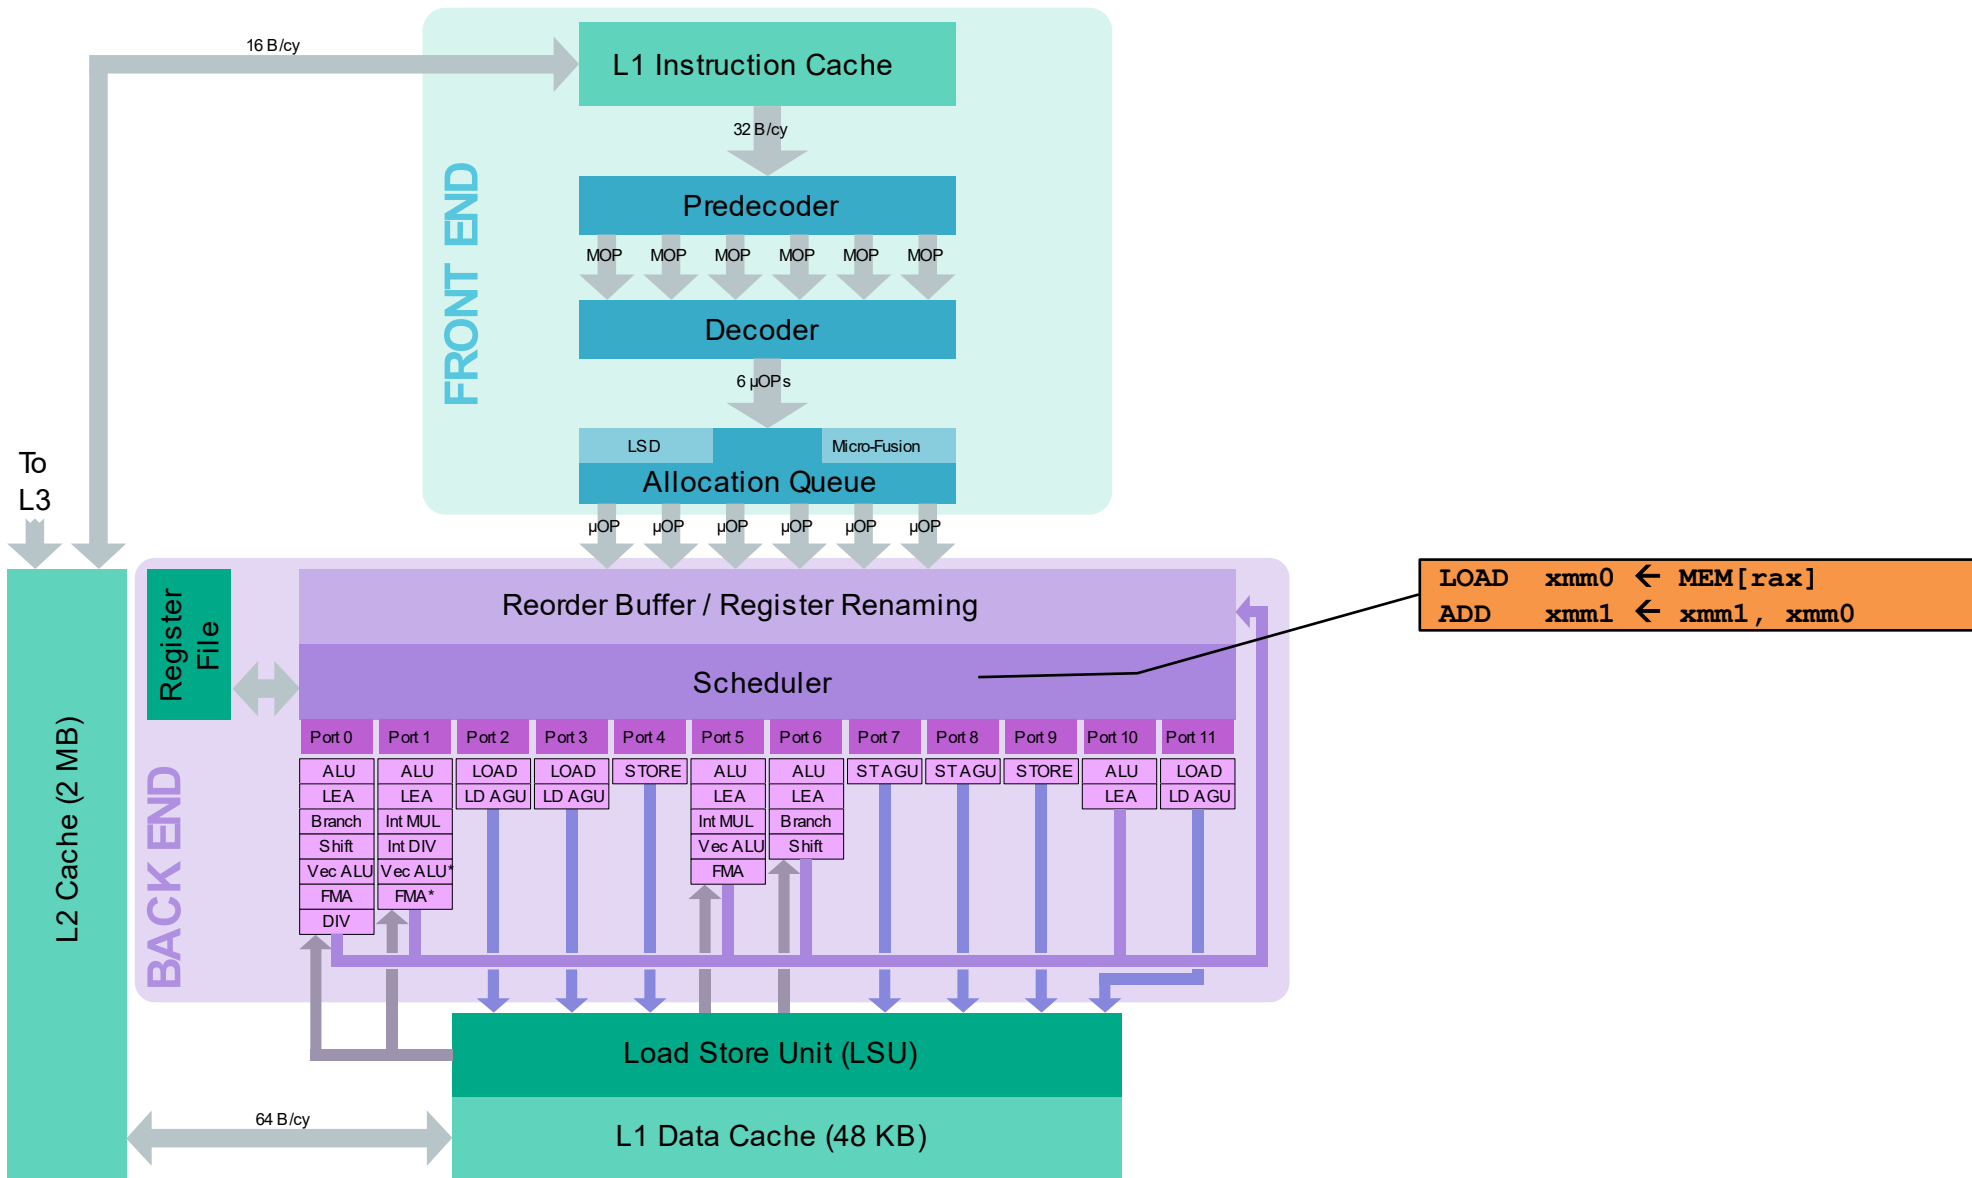 16 B/cy
L1 Instruction Cache
32 B/cy
FRONT END
Predecoder
MOP MOP MOP MOP MOP MOP
Decoder
6 µOPs
LSD
Micro-Fusion
Allocation Queue
µOP µOP µOP µOP µOP µOP
To
L3
L2 Cache (2 MB)
BACK END
Register
File
Reorder Buffer / Register Renaming
Scheduler
LOAD xmm0 ← MEM[rax]
ADD xmm1 ← xmm1, xmm0
Port 0 Port 1 Port 2 Port 3 Port 4 Port 5 Port 6 Port 7 Port 8 Port 9 Port 10 Port 11
ALU ALU LOAD LOAD STORE ALU ALU ST AGU ST AGU STORE ALU LOAD
LEA LEA LD AGU LD AGU LEA LEA LEA LD AGU
Branch Int MUL Int MUL Branch
Shift Int DIV Vec ALU Shift
Vec ALU Vec ALU* FMA
FMA FMA*
DIV
Load Store Unit (LSU)
64 B/cy
L1 Data Cache (48 KB)